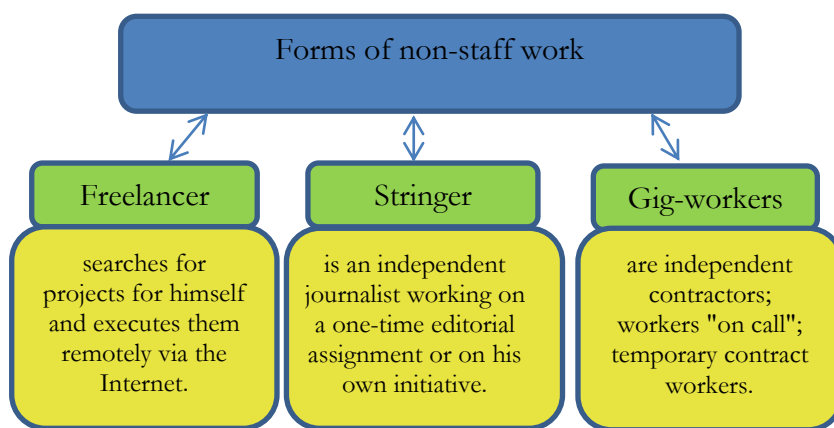 Forms of non-staff work
Freelancer
searches for
projects for himself
and executes them
remotely via the
Internet.
Stringer
is an independent
journalist working on
a one-time editorial
assignment or on his
own initiative.
Gig-workers
are independent
contractors;
workers "on call";
temporary contract
workers.